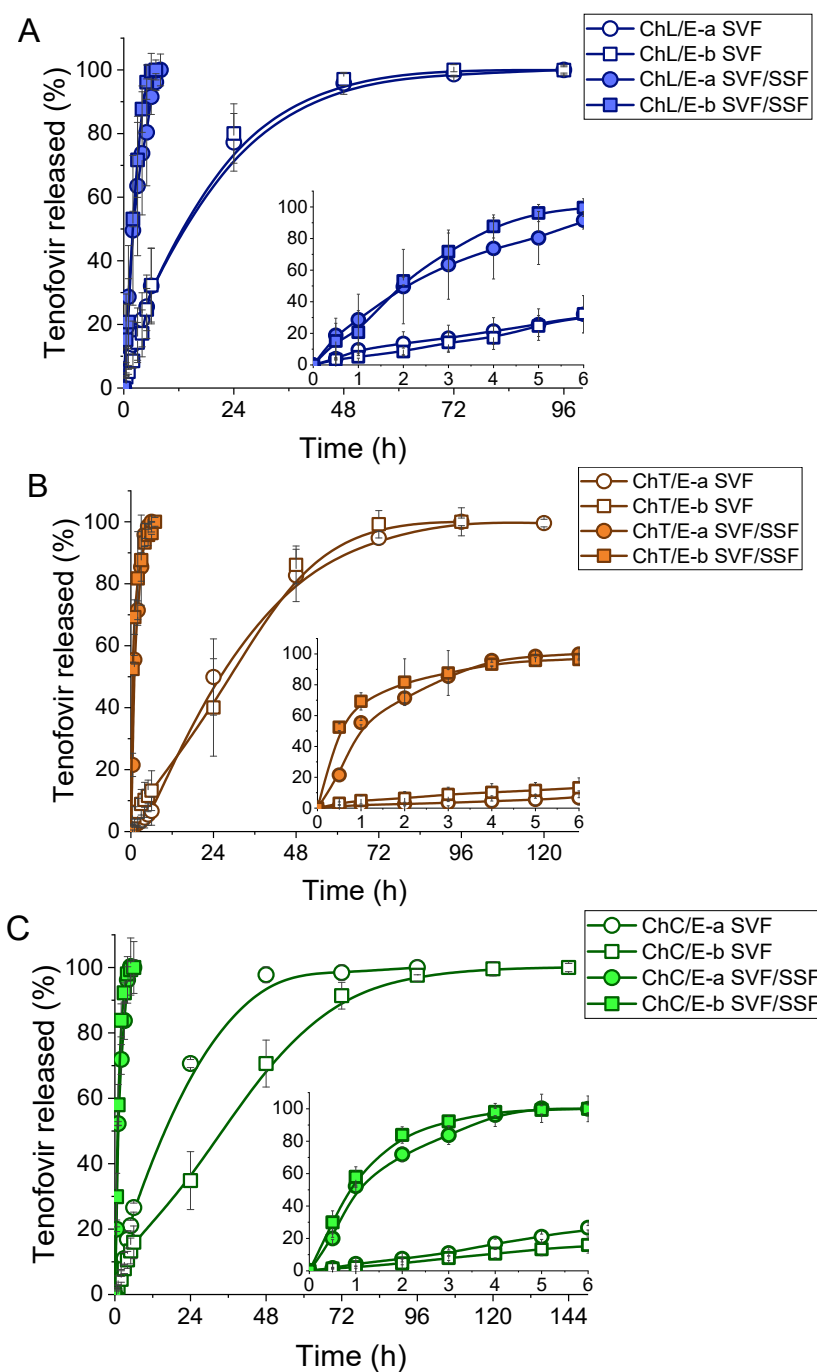 A
ChL/E-a SVF
ChL/E-b SVF
ChL/E-a SVF/SSF
ChL/E-b SVF/SSF
Tenofovir released (%)
100
80
60
40
20
0
100
80
60
40
20
0
0 1 2 3 4 5 6
0 24 48 72 96
Time (h)
B
ChT/E-a SVF
ChT/E-b SVF
ChT/E-a SVF/SSF
ChT/E-b SVF/SSF
Tenofovir released (%)
100
80
60
40
20
0
100
80
60
40
20
0
0 1 2 3 4 5 6
0 24 48 72 96 120
Time (h)
C
ChC/E-a SVF
ChC/E-b SVF
ChC/E-a SVF/SSF
ChC/E-b SVF/SSF
Tenofovir released (%)
100
80
60
40
20
0
100
80
60
40
20
0
0 1 2 3 4 5 6
0 24 48 72 96 120 144
Time (h)